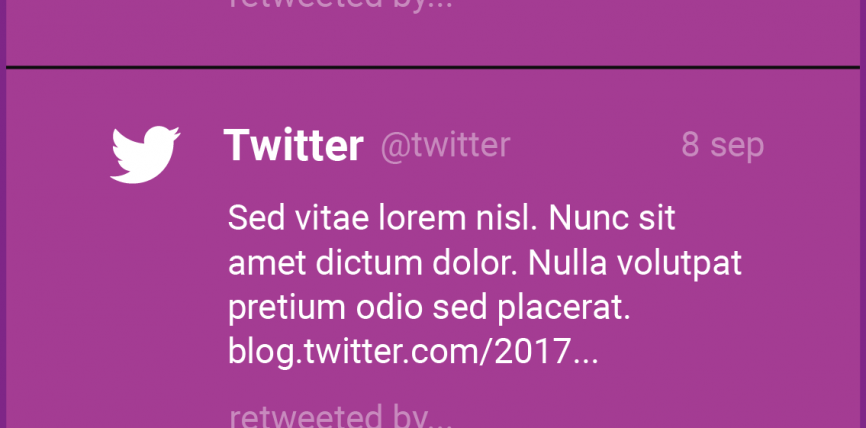 retweeted by...
Twitter @twitter 8 sep
Sed vitae lorem nisl. Nunc sit
amet dictum dolor. Nulla volutpat
pretium odio sed placerat.
blog.twitter.com/2017...
retweeted by...